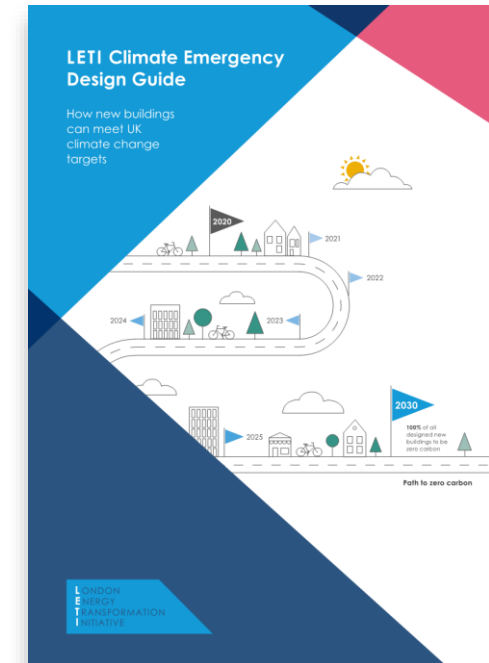 LETI Climate Emergency
Design Guide
How new buildings
can meet UK
climate change
targets
2020
2021
2022
2024
2023
2030
100% of all
designed new
buildings to be
zero carbon
2025
Path to zero carbon
LONDON
ENERGY
TRANSFORMATION
INITIATIVE